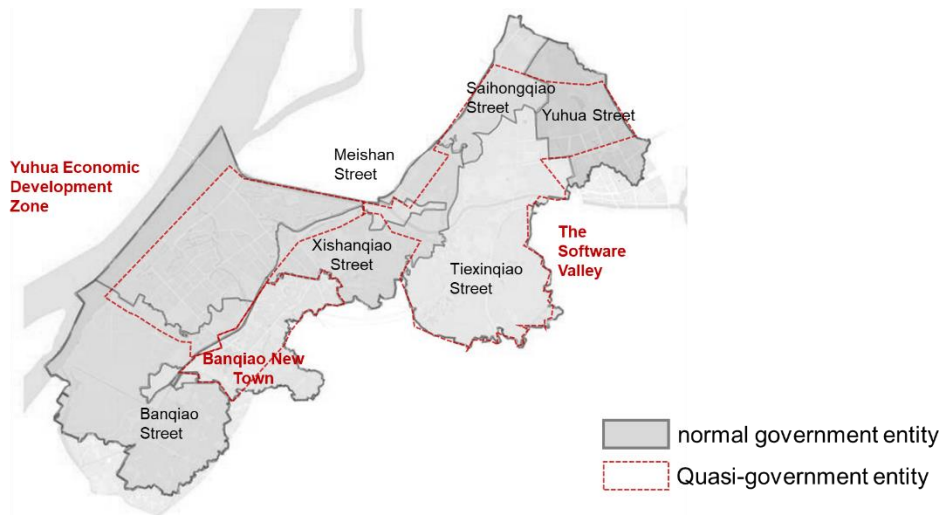 Saihongqiao
Street
Yuhua Street
Meishan
Street
Yuhua Economic
Development
Zone
Xishanqiao
Street
The
Software
Valley
Tiexinqiao
Street
Banqiao New
Town
Banqiao
Street
normal government entity
Quasi-government entity